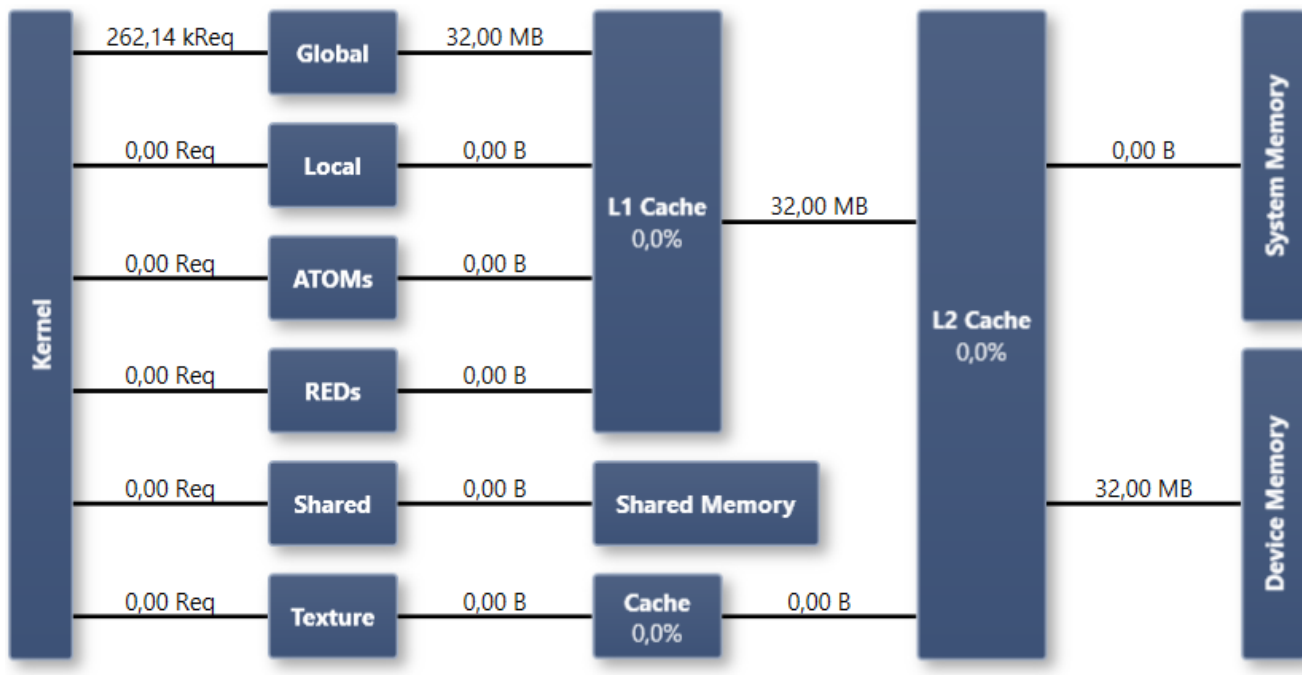 Kernel
262,14 kReq
Global
32,00 MB
0,00 Req
Local
0,00 B
0,00 Req
ATOMs
0,00 B
0,00 Req
REDs
0,00 B
L1 Cache
0,0%
32,00 MB
0,00 Req
Shared
0,00 B
Shared Memory
0,00 Req
Texture
0,00 B
Cache
0,0%
0,00 B
L2 Cache
0,0%
0,00 B
System Memory
32,00 MB
Device Memory